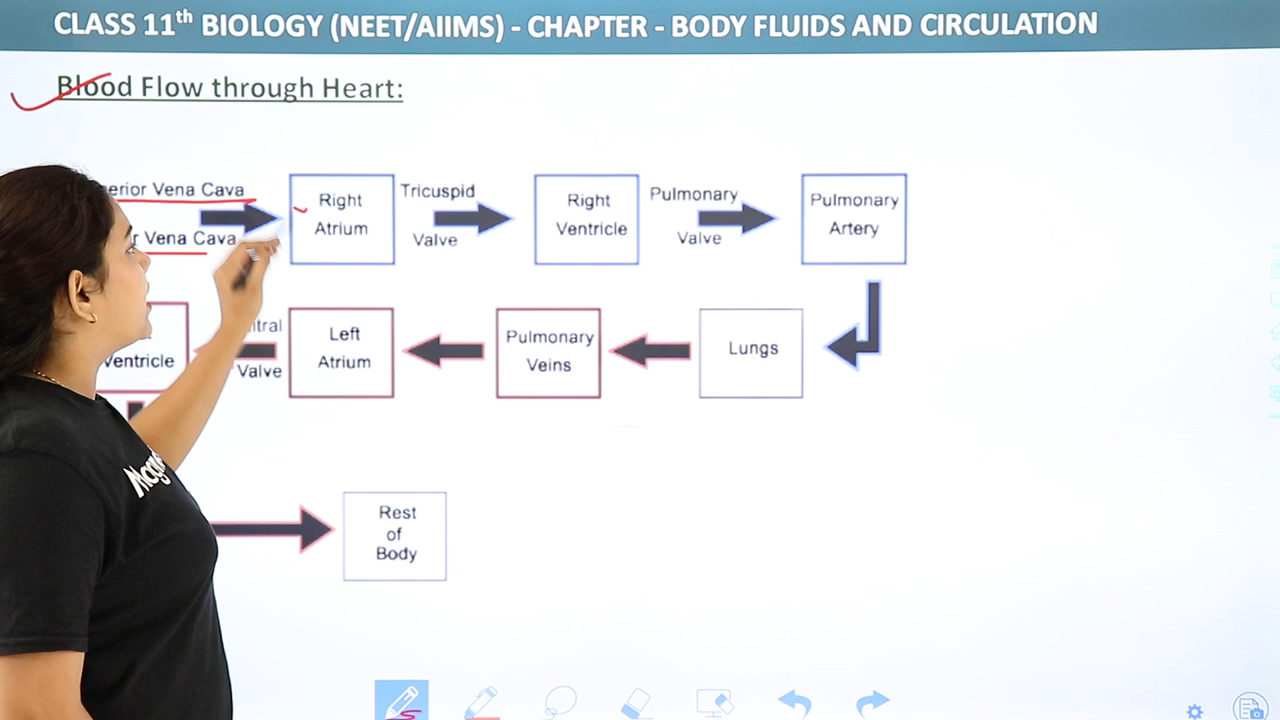 CLASS 11th BIOLOGY (NEET/AIIMS) - CHAPTER - BODY FLUIDS AND CIRCULATION
Blood Flow through Heart:
erior Vena Cava
r Vena Cava
Right
Atrium
Tricuspid
Valve
Right
Ventricle
Pulmonary
Valve
Pulmonary
Artery
Ventricle
itral
Valve
Left
Atrium
Pulmonary
Veins
Lungs
Rest
of
Body